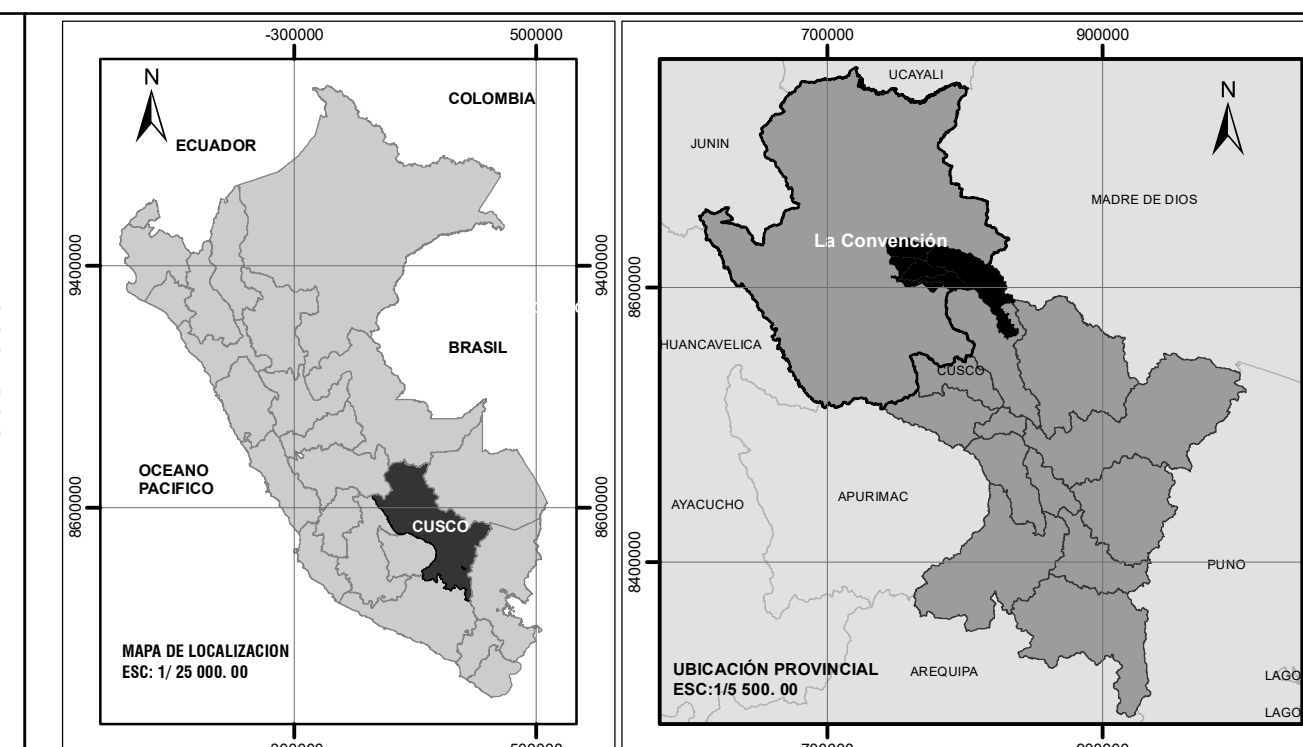 -300000 500000
N
COLOMBIA
ECUADOR
9400000 9400000
BRASIL
OCEANO
PACIFICO
8600000 8600000
CUSCO
MAPA DE LOCALIZACION
ESC: 1/ 25 000. 00
700000 900000
UCAYALI
N
JUNIN
MADRE DE DIOS
La Convención
8600000
HUANCAVELICA
CUSCO
AYACUCHO
APURIMAC
8400000
PUNO
UBICACIÓN PROVINCIAL
ESC:1/5 500. 00
AREQUIPA
LAGO
LAGO